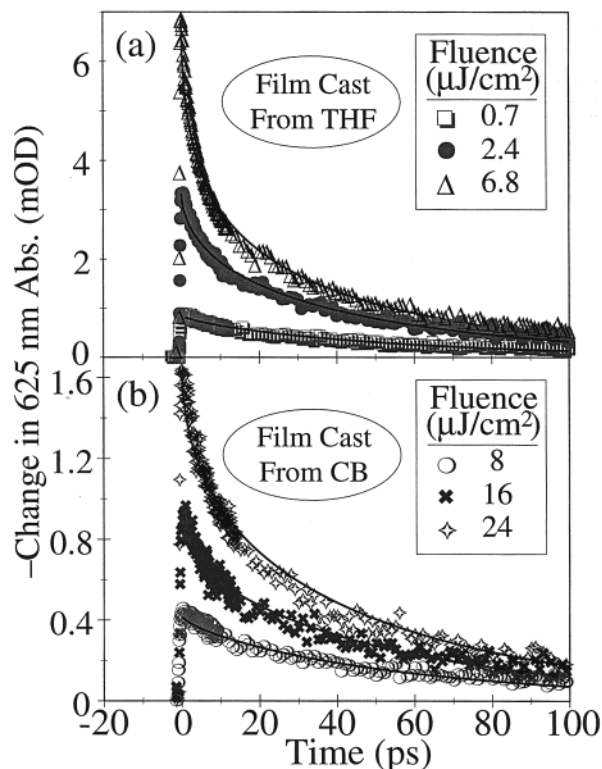 (a)
Film Cast
From THF
Fluence
(μJ/cm²)
0.7
2.4
6.8
6
4
2
0
–Change in 625 nm Abs. (mOD)
(b)
Film Cast
From CB
Fluence
(μJ/cm²)
8
16
24
1.6
1.2
0.8
0.4
0
-20 0 20 40 60 80 100
Time (ps)